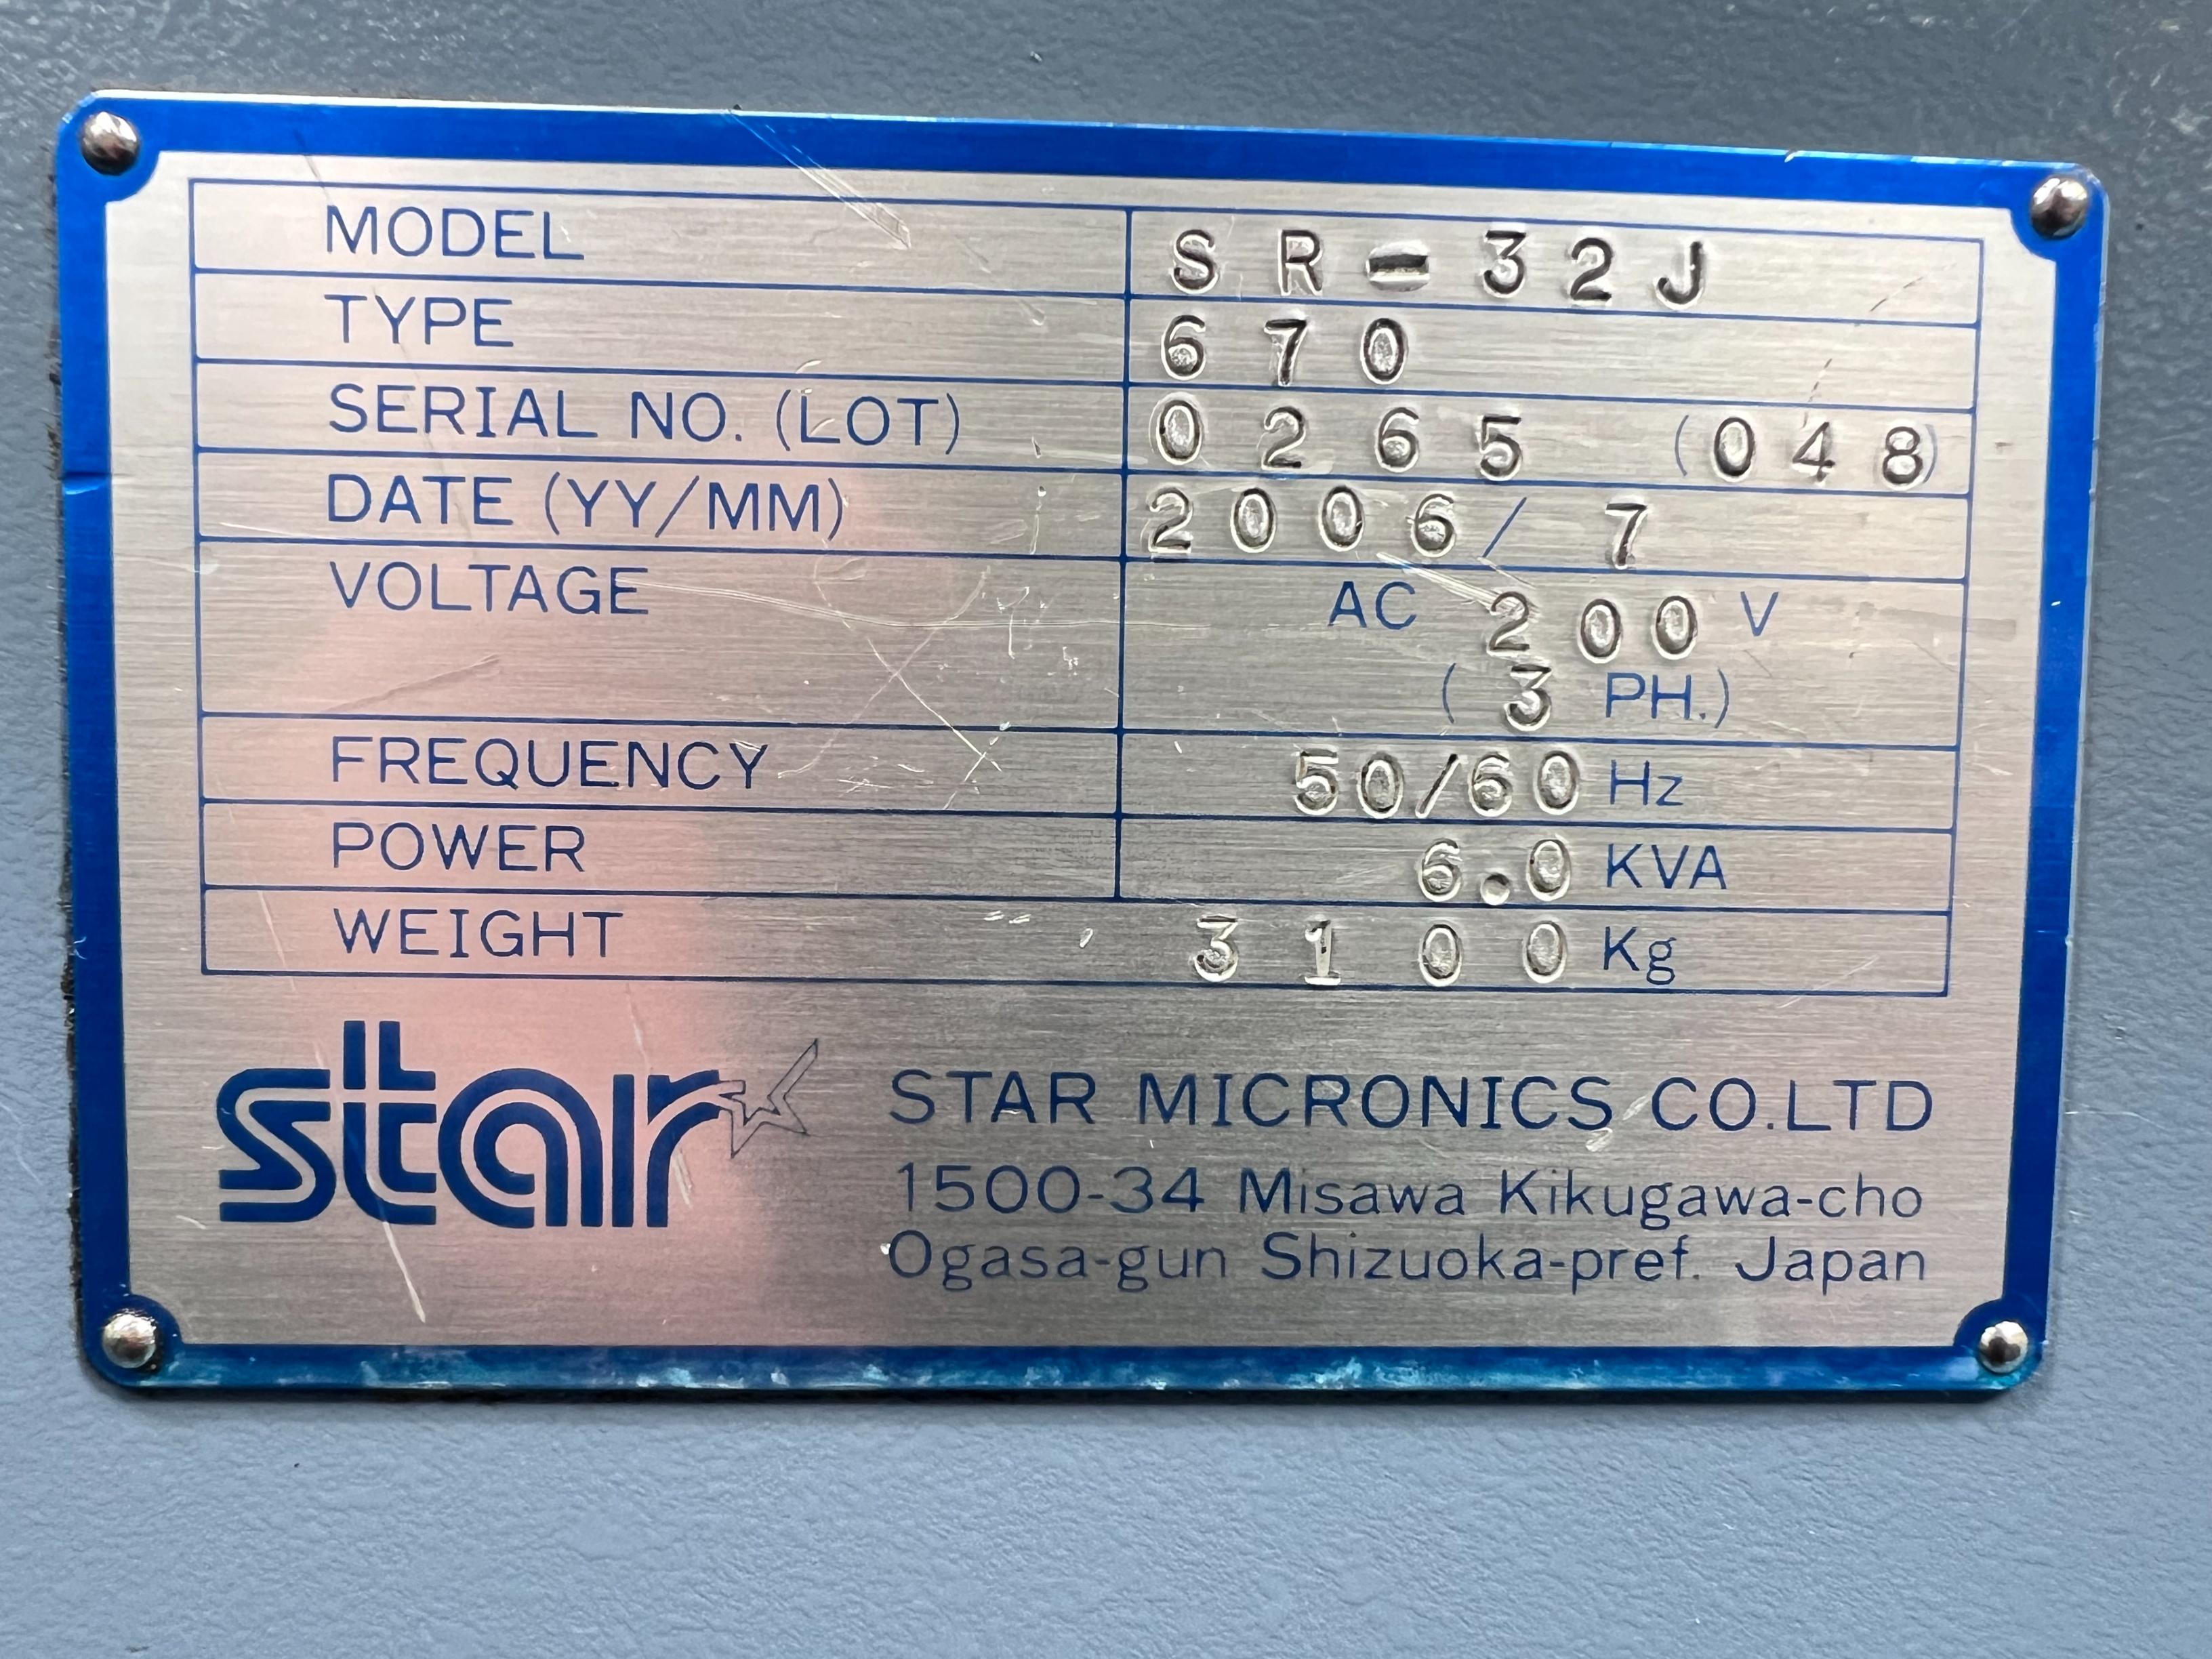 MODEL SR-32J
TYPE 670
SERIAL NO. (LOT) 0265 (048)
DATE (YY/MM) 2006/ 7
VOLTAGE AC 200 V
(3 PH.)
FREQUENCY 50/60 Hz
POWER 6.0 KVA
WEIGHT 3100 Kg
star STAR MICRONICS CO.LTD
1500-34 Misawa Kikugawa-cho
Ogasa-gun Shizuoka-pref. Japan